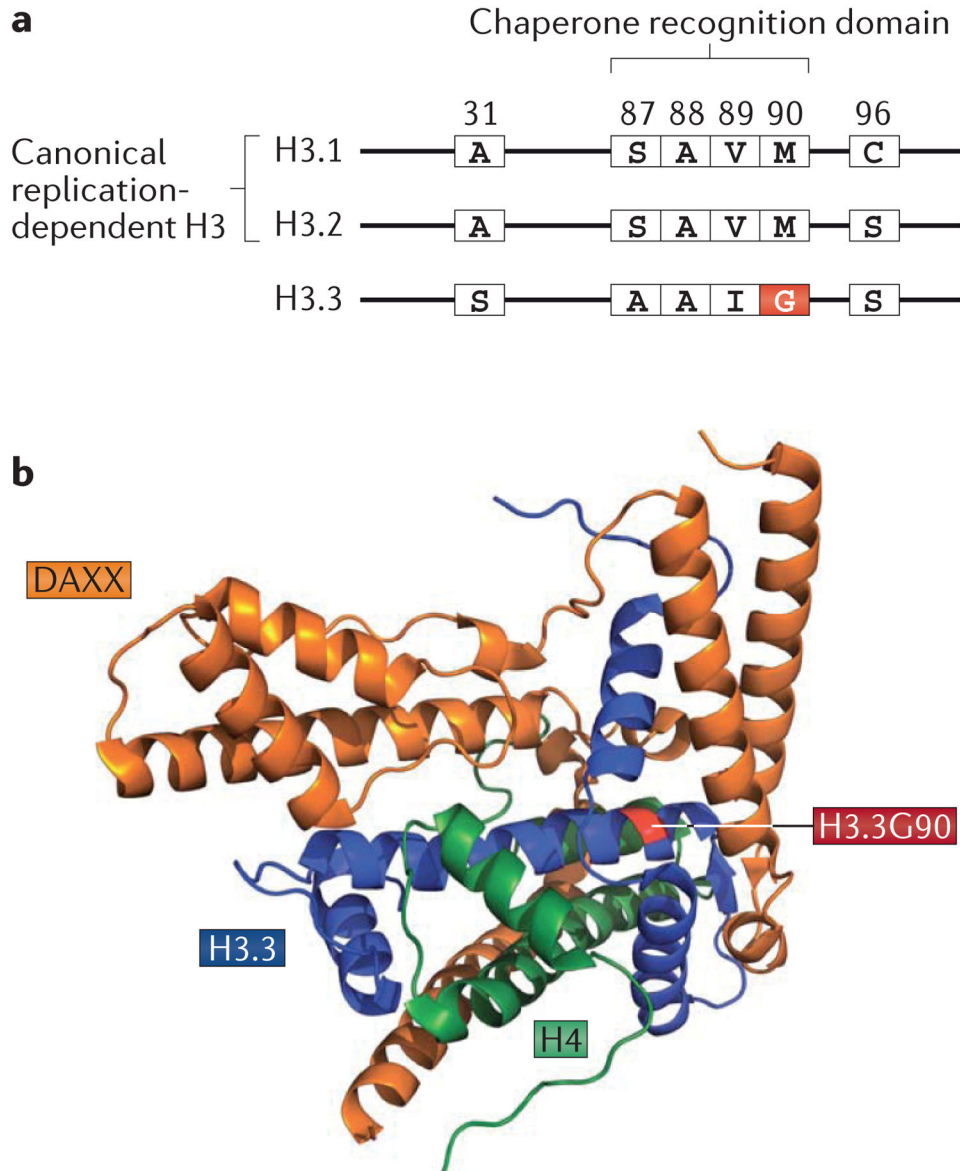 a
Chaperone recognition domain
31 87 88 89 90 96
Canonical
replication-
dependent H3
H3.1 A S A V M C
H3.2 A S A V M S
H3.3 S A A I G S
b
DAXX
H3.3G90
H3.3
H4